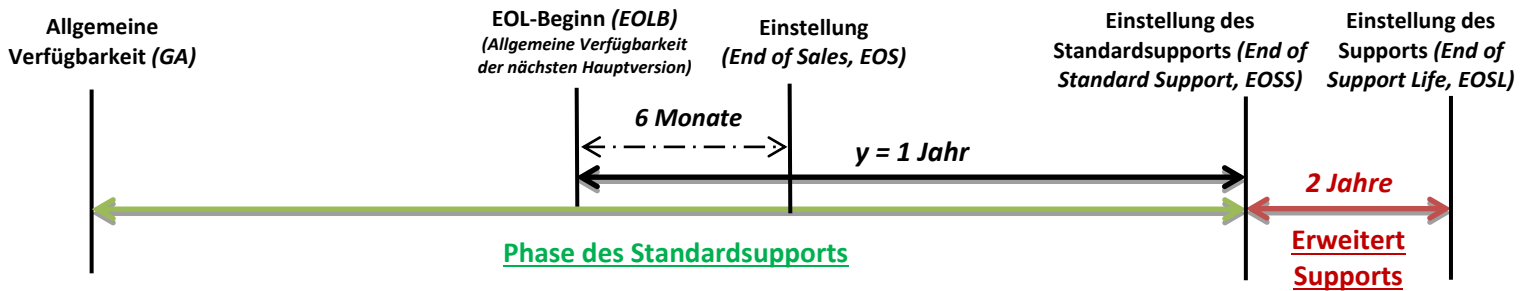 Allgemeine
Verfügbarkeit (GA)
EOL-Beginn (EOLB)
(Allgemeine Verfügbarkeit
der nächsten Hauptversion)
Einstellung
(End of Sales, EOS)
Einstellung des
Standardsupports (End of
Standard Support, EOSS)
Einstellung des
Supports (End of
Support Life, EOSL)
6 Monate
y = 1 Jahr
2 Jahre
Phase des Standardsupports
Erweitert
Supports